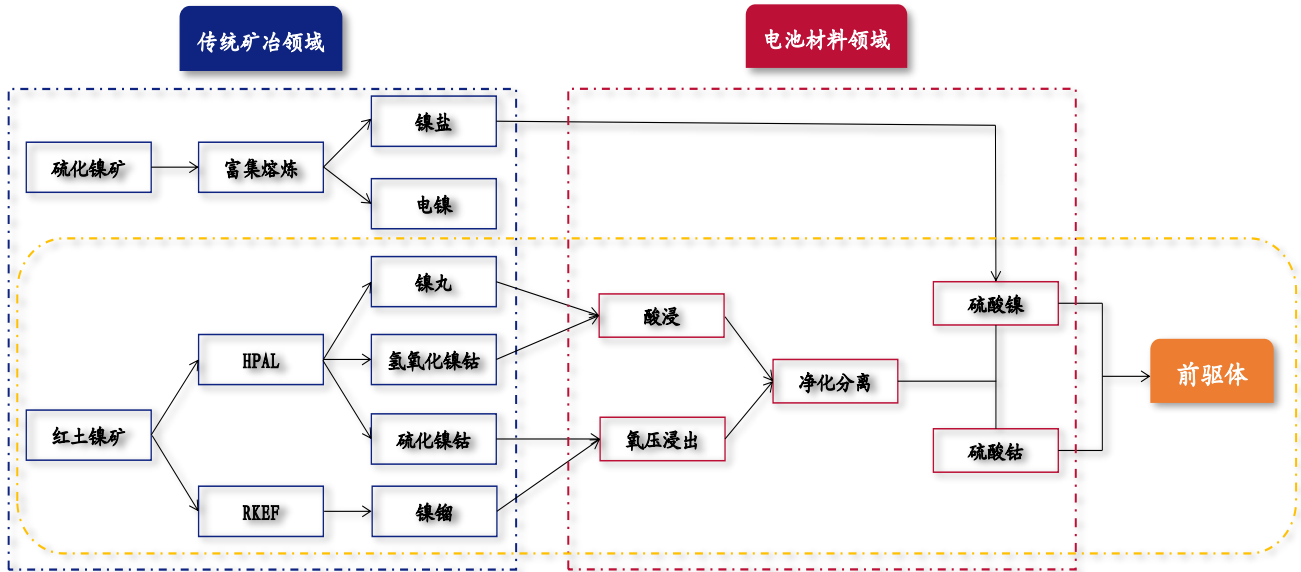 传统矿冶领域
电池材料领域
硫化镍矿
富集熔炼
镍盐
电镍
红土镍矿
HPAL
RKEF
镍丸
氢氧化镍钴
硫化镍钴
镍镏
酸浸
氧压浸出
净化分离
硫酸镍
硫酸钴
前驱体